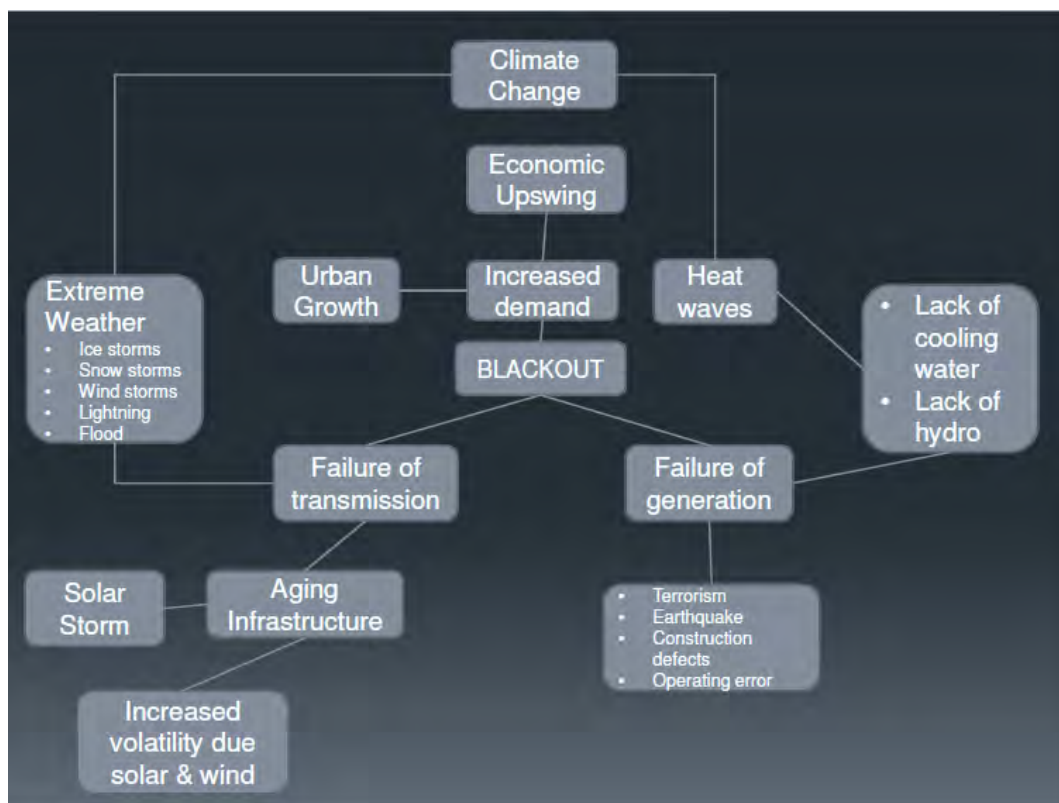 Climate
Change
Economic
Upswing
Urban
Growth
Increased
demand
Heat
waves
Extreme
Weather
• Ice storms
• Snow storms
• Wind storms
• Lightning
• Flood
• Lack of
cooling
water
• Lack of
hydro
BLACKOUT
Failure of
transmission
Failure of
generation
Solar
Storm
Aging
Infrastructure
• Terrorism
• Earthquake
• Construction
defects
• Operating error
Increased
volatility due
solar & wind